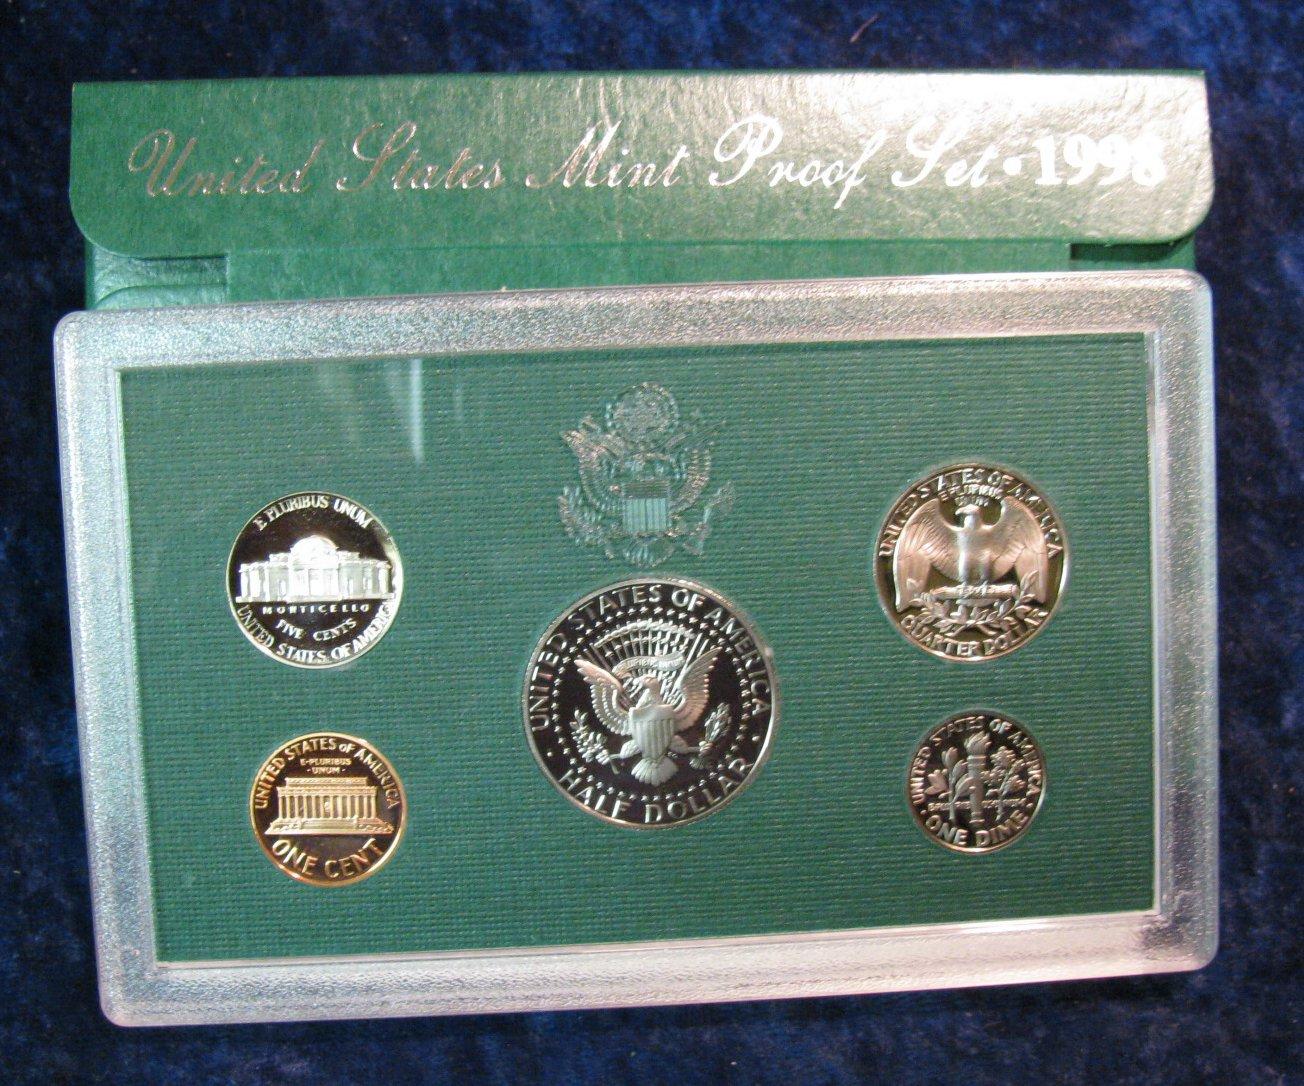 United States Mint Proof Set • 1998
E PLURIBUS UNUM
MONTICELLO
FIVE CENTS
UNITED STATES OF AMERICA
UNITED STATES OF AMERICA
E PLURIBUS
UNUM
QUARTER DOLLAR
UNITED STATES OF AMERICA
HALF DOLLAR
UNITED STATES OF AMERICA
E·PLURIBUS
·UNUM·
ONE CENT
UNITED STATES OF AMERICA
· ONE DIME ·